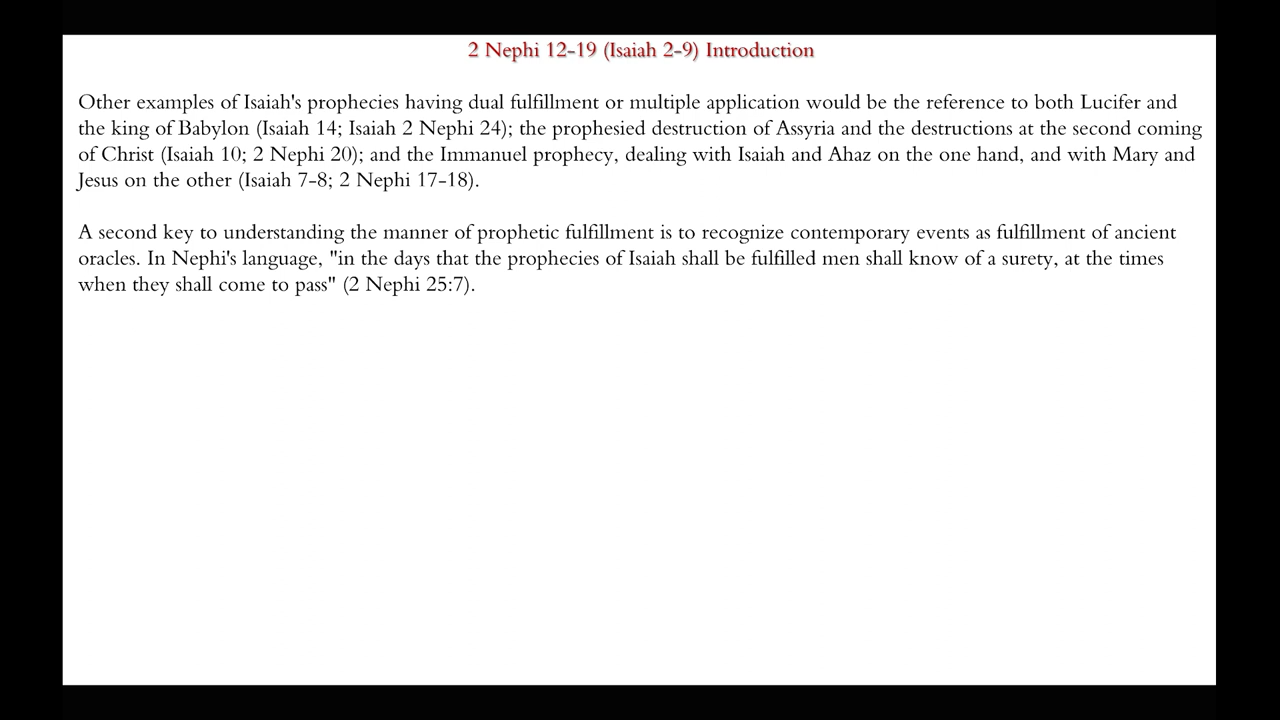 2 Nephi 12-19 (Isaiah 2-9) Introduction
Other examples of Isaiah's prophecies having dual fulfillment or multiple application would be the reference to both Lucifer and
the king of Babylon (Isaiah 14; Isaiah 2 Nephi 24); the prophesied destruction of Assyria and the destructions at the second coming
of Christ (Isaiah 10; 2 Nephi 20); and the Immanuel prophecy, dealing with Isaiah and Ahaz on the one hand, and with Mary and
Jesus on the other (Isaiah 7-8; 2 Nephi 17-18).
A second key to understanding the manner of prophetic fulfillment is to recognize contemporary events as fulfillment of ancient
oracles. In Nephi's language, "in the days that the prophecies of Isaiah shall be fulfilled men shall know of a surety, at the times
when they shall come to pass" (2 Nephi 25:7).